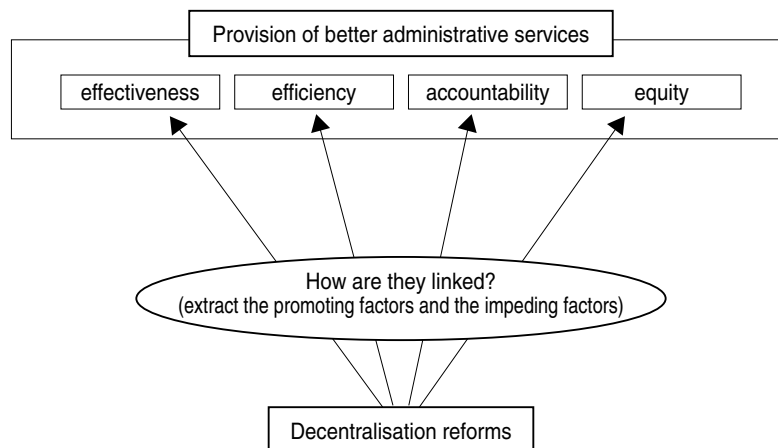 Provision of better administrative services
effectiveness
efficiency
accountability
equity
How are they linked?
(extract the promoting factors and the impeding factors)
Decentralisation reforms